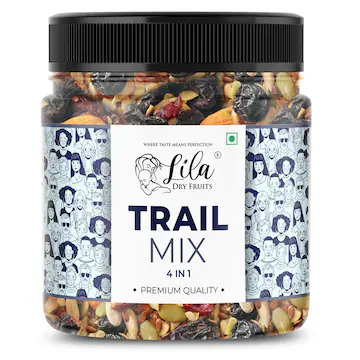 WHERE TASTE MEANS PERFECTION
Lila ®
DRY FRUITS
TRAIL
MIX
4 IN 1
• PREMIUM QUALITY •